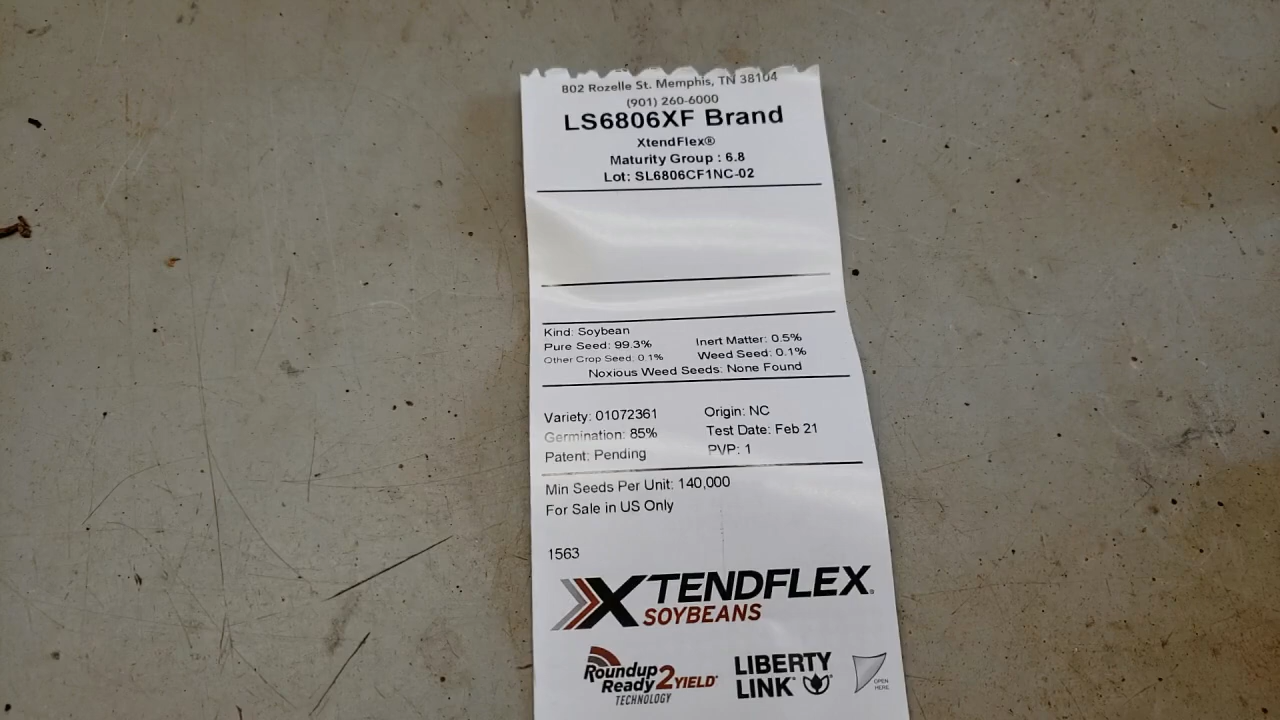 802 Rozelle St. Memphis, TN 38104
(901) 260-6000
LS6806XF Brand
XtendFlex®
Maturity Group : 6.8
Lot: SL6806CF1NC-02
Kind: Soybean
Pure Seed: 99.3% Inert Matter: 0.5%
Other Crop Seed: 0.1% Weed Seed: 0.1%
Noxious Weed Seeds: None Found
Variety: 01072361 Origin: NC
Germination: 85% Test Date: Feb 21
Patent: Pending PVP: 1
Min Seeds Per Unit: 140,000
For Sale in US Only
1563
XTENDFLEX
SOYBEANS
Roundup
Ready 2 YIELD®
TECHNOLOGY
LIBERTY
LINK®
OPEN
HERE